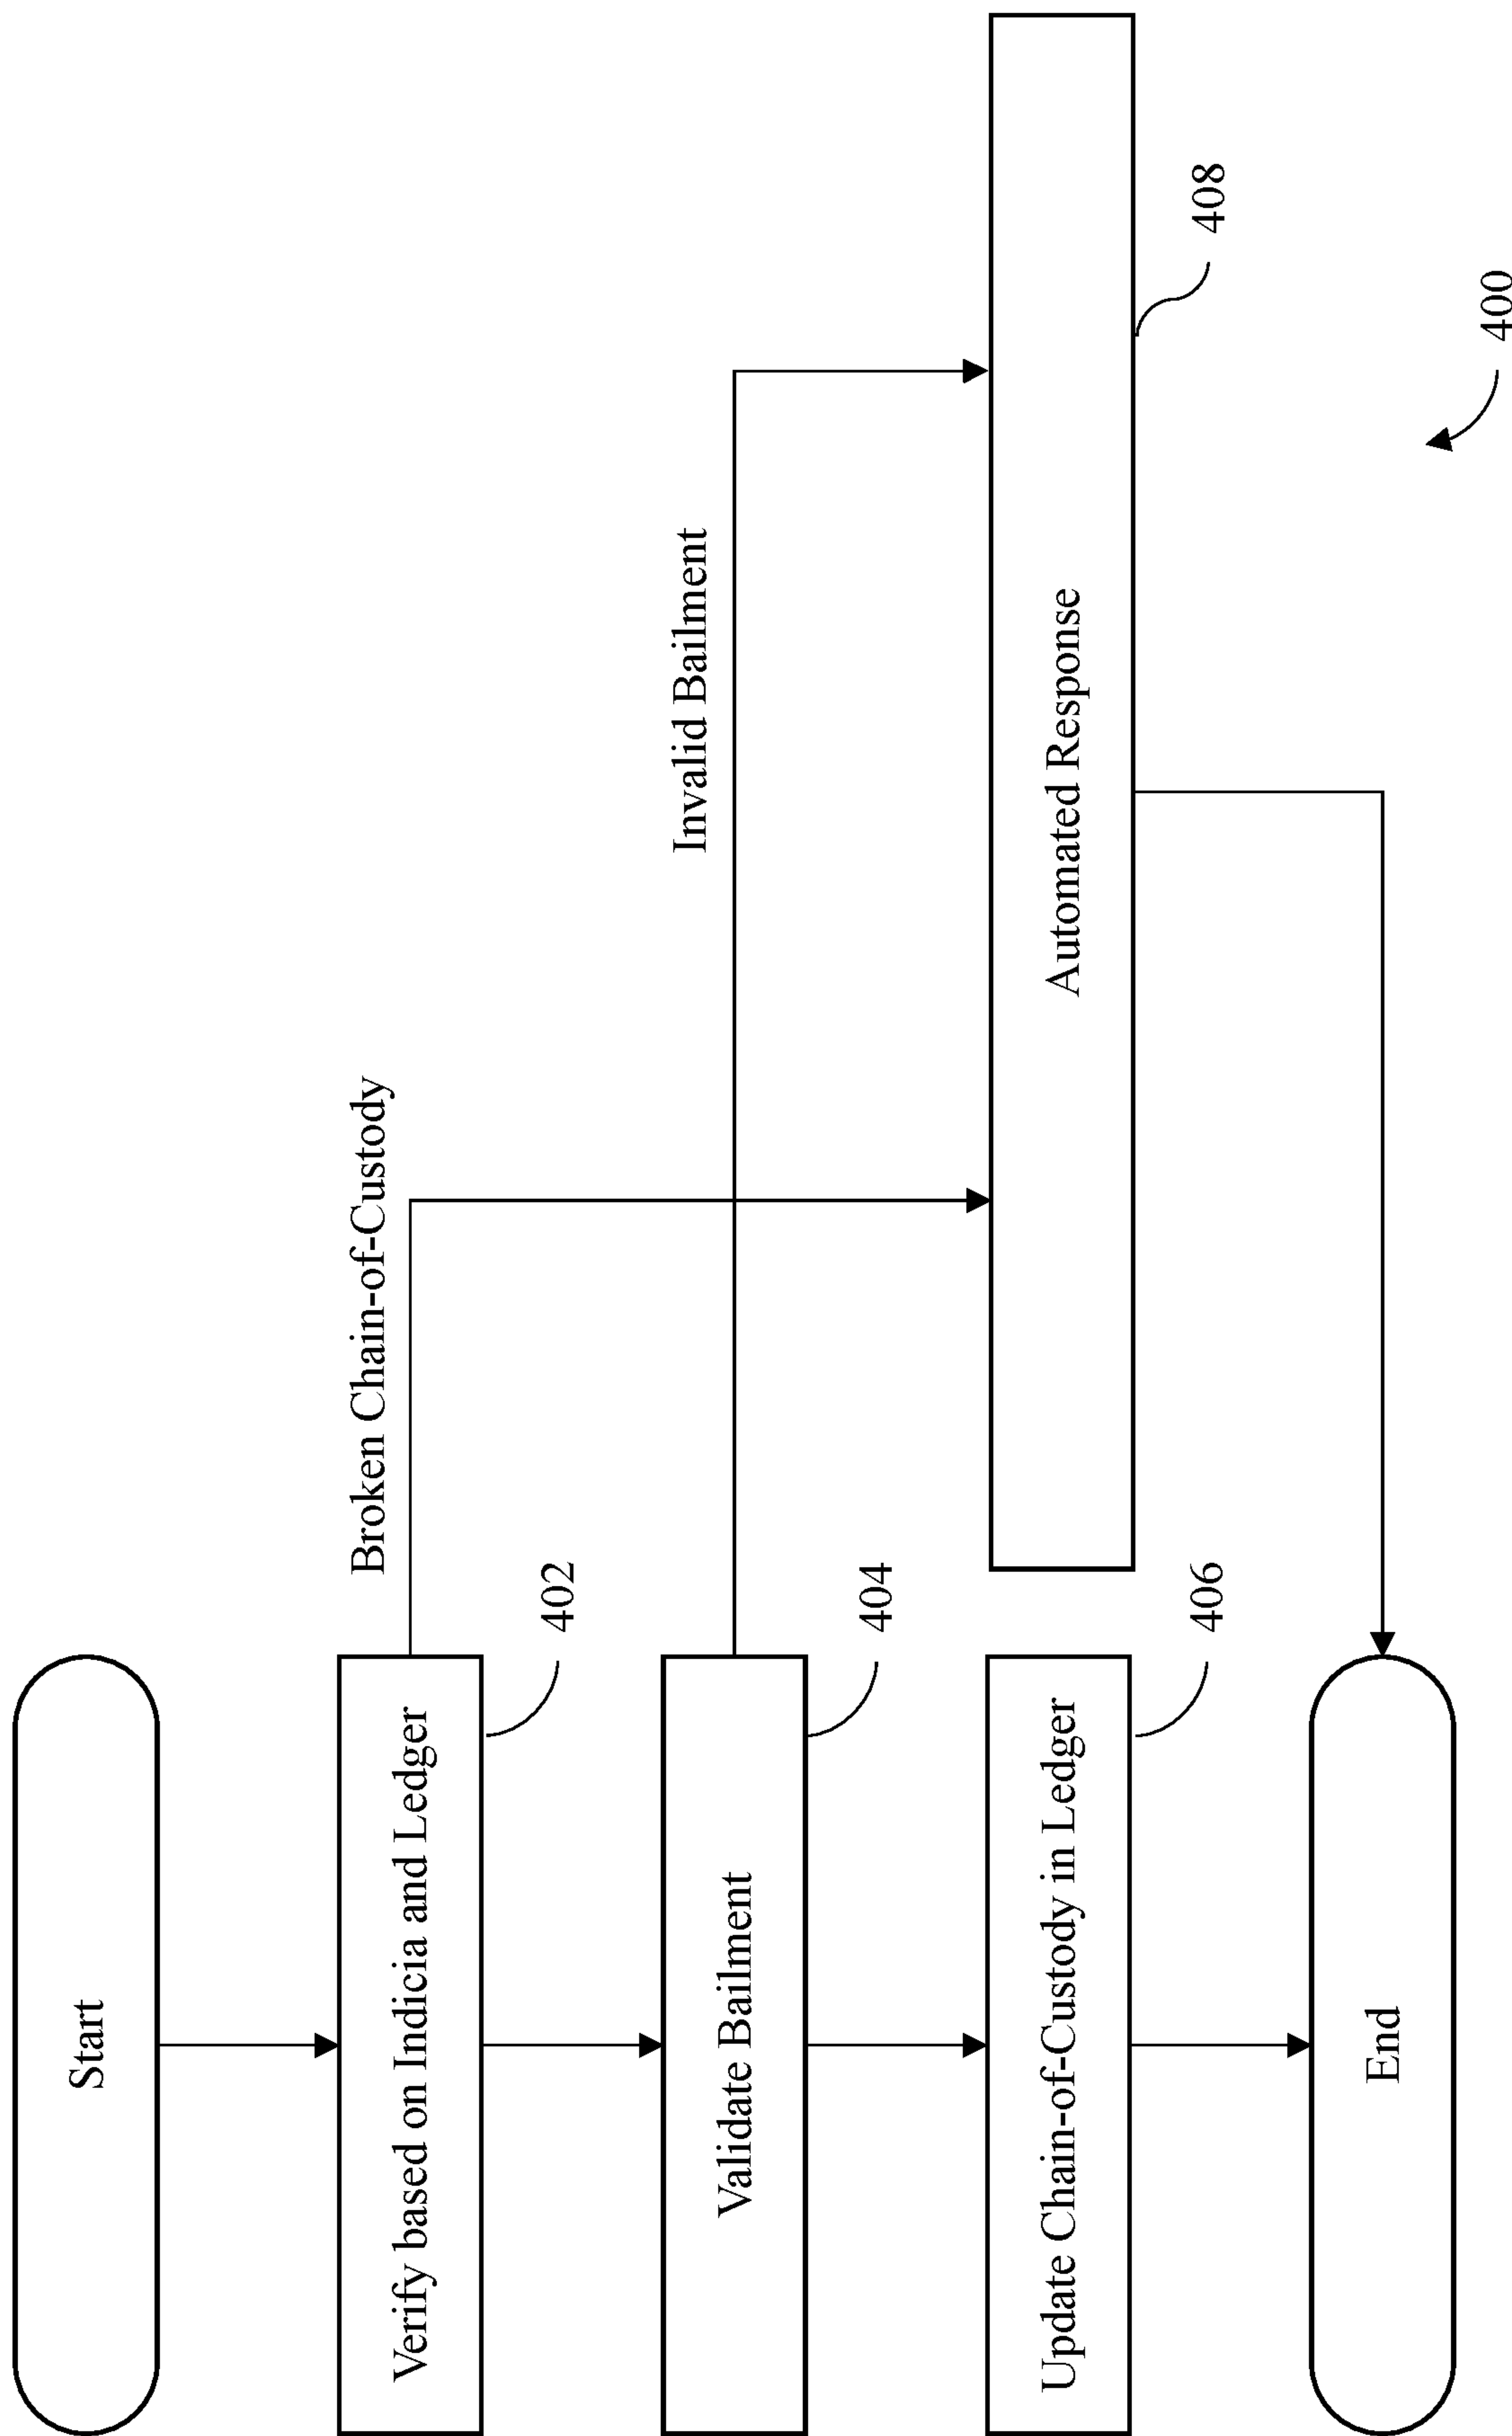 Start
Broken Chain-of-Custody
Verify based on Indicia and Ledger
402
Invalid Bailment
Validate Bailment
404
Automated Response
408
Update Chain-of-Custody in Ledger
406
End
400